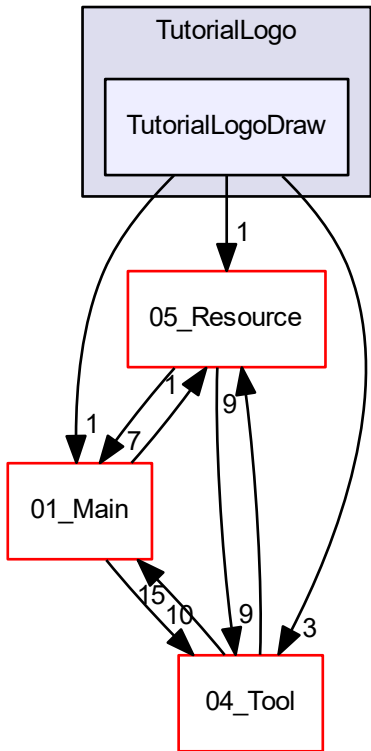 TutorialLogo
TutorialLogoDraw
1
05_Resource
1
9
1
7
01_Main
15
10
9
3
04_Tool